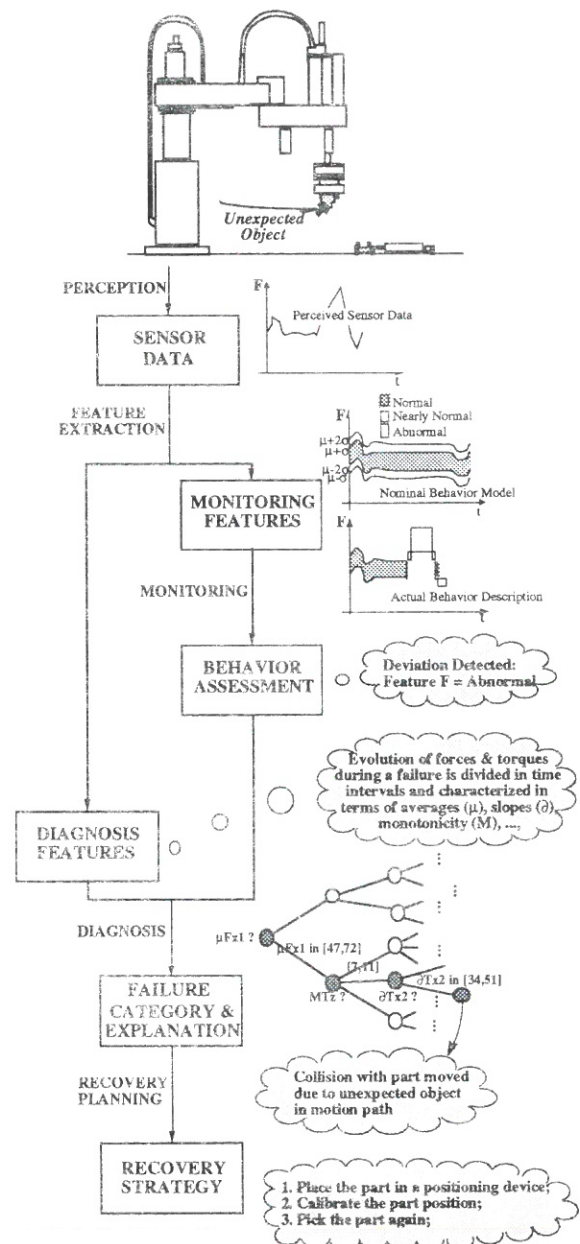 Unexpected
Object
PERCEPTION
F
Perceived Sensor Data
t
SENSOR
DATA
FEATURE
EXTRACTION
Normal
Nearly Normal
Abnormal
F
μ+2σ
μ+σ
μ-2
μ-σ
Nominal Behavior Model
t
MONITORING
FEATURES
F
Actual Behavior Description
t
MONITORING
BEHAVIOR
ASSESSMENT
Deviation Detected:
Feature F = Abnormal
Evolution of forces & torques
during a failure is divided in time
intervals and characterized in
terms of averages (μ), slopes (∂),
monotonicity (M), ...,
DIAGNOSIS
FEATURES
DIAGNOSIS
μFz1 ?
μFz1 in [47,72]
[7,11]
MTz ?
∂Tx2 ?
∂Tx2 in [34,51]
FAILURE
CATEGORY &
EXPLANATION
Collision with part moved
due to unexpected object
in motion path
RECOVERY
PLANNING
RECOVERY
STRATEGY
1. Place the part in a positioning device;
2. Calibrate the part position;
3. Pick the part again;